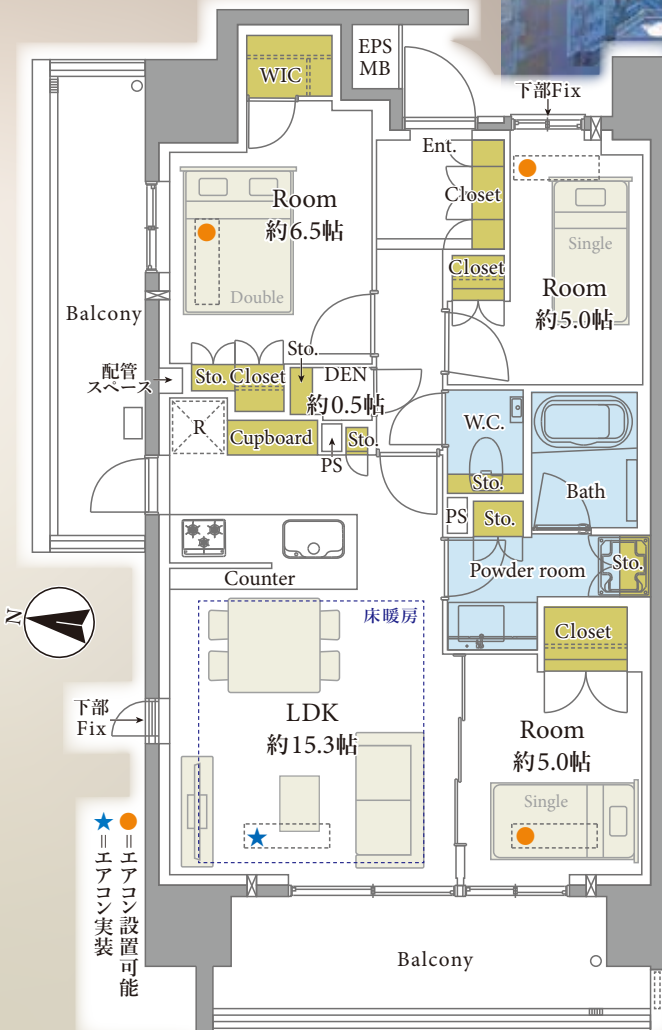 EPS
MB
WIC
下部Fix
Ent.
Closet
Room
約6.5帖
Double
Single
Closet
Room
約5.0帖
Balcony
配管
スペース
Sto.
Closet
Sto.
DEN
約0.5帖
R
Cupboard
PS
Sto.
W.C.
Sto.
Bath
PS
Sto.
Powder room
Sto.
Counter
床暖房
Closet
N
下部
Fix
LDK
約15.3帖
Room
約5.0帖
Single
●=エアコン設置可能
★=エアコン実装
Balcony